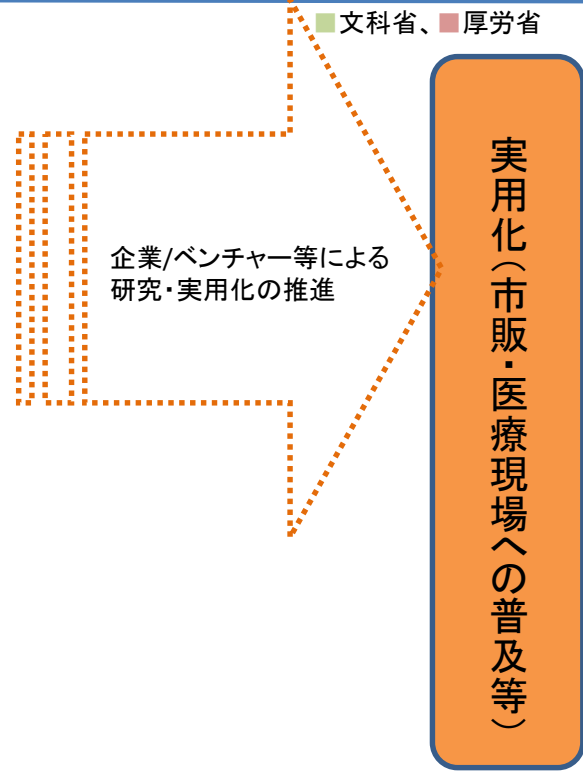 ■文科省、■厚労省
企業/ベンチャー等による
研究・実用化の推進
実用化（市販・医療現場への普及等）